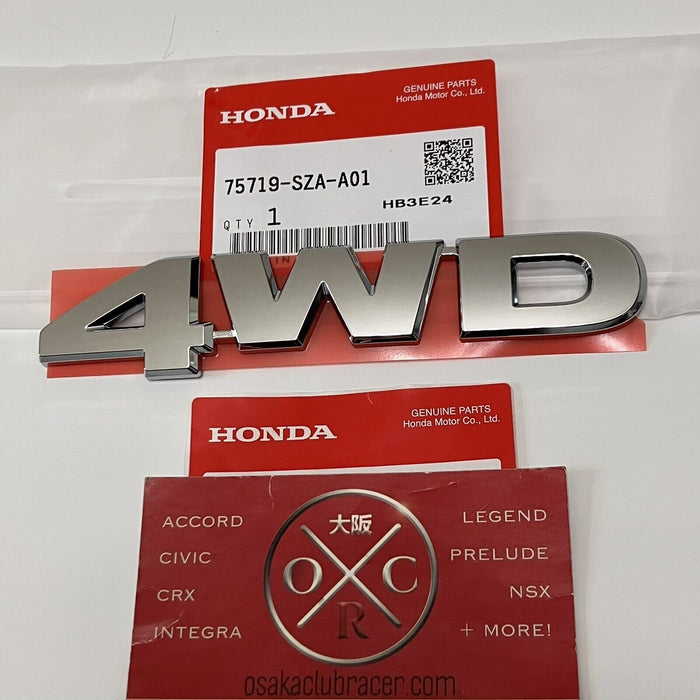 GENUINE PARTS
HONDA
Honda Motor Co., Ltd.
75719-SZA-A01
HB3E24
QTY 1
IN
4WD
GENUINE PARTS
HONDA
Honda Motor Co., Ltd.
ACCORD
LEGEND
大阪
CIVIC
PRELUDE
O C
CRX
NSX
R
INTEGRA
+ MORE!
osakaclubracer.com